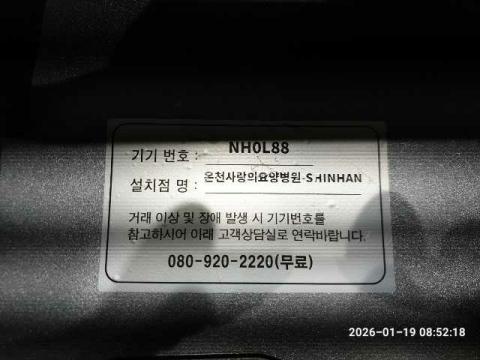 기기 번호 : NH0L88
설치점 명 : 온천사랑의요양병원-SHINHAN
거래 이상 및 장애 발생 시 기기번호를
참고하시어 아래 고객상담실로 연락바랍니다.
080-920-2220(무료)
2026-01-19 08:52:18